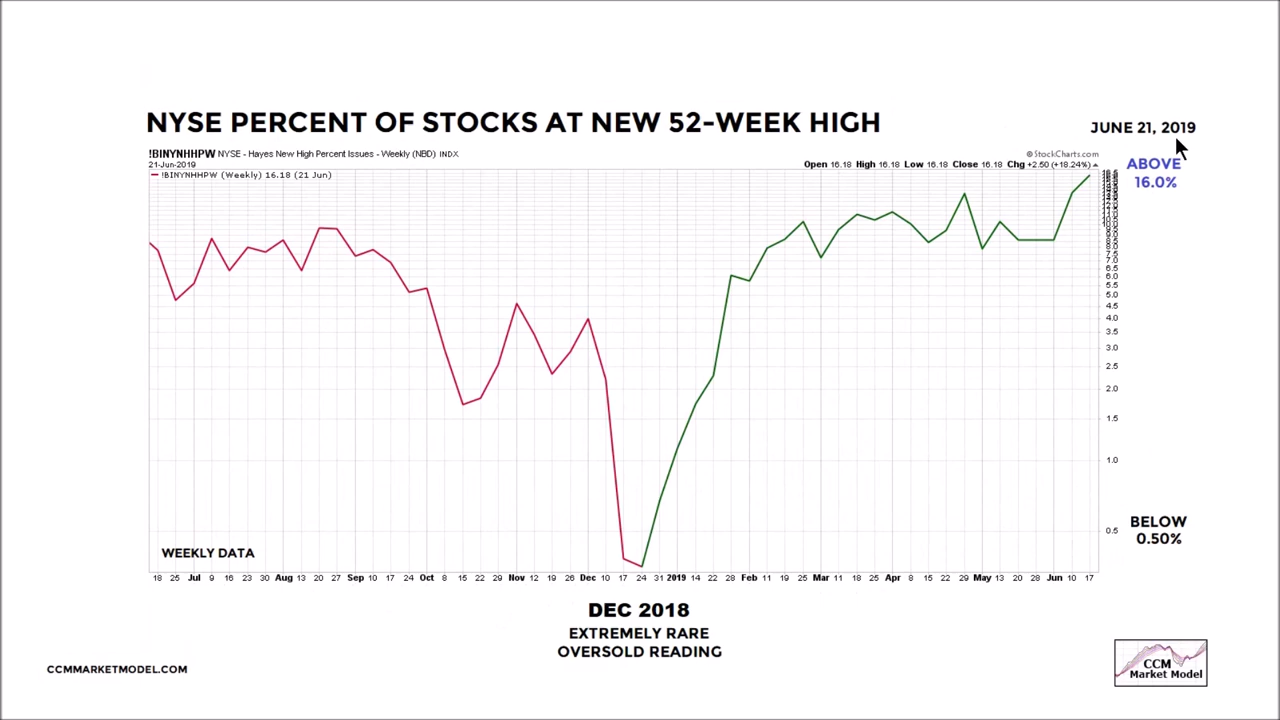 NYSE PERCENT OF STOCKS AT NEW 52-WEEK HIGH
JUNE 21, 2019
!BINYNHHPW NYSE - Hayes New High Percent Issues - Weekly (NBD) INDX
© StockCharts.com
21-Jun-2019
Open 16.18 High 16.18 Low 16.18 Close 16.18 Chg +2.50 (+18.24%)
!BINYNHHPW (Weekly) 16.18 (21 Jun)
ABOVE
16.0%
8.5
7.5
7.0
6.5
6.0
5.5
5.0
4.5
4.0
3.5
3.0
2.5
2.0
1.5
1.0
0.5
BELOW
0.50%
WEEKLY DATA
18 25 Jul 9 16 23 30 Aug 13 20 27 Sep 10 17 24 Oct 8 15 22 29 Nov 12 19 26 Dec 10 17 24 31 2019 14 22 28 Feb 11 19 25 Mar 11 18 25 Apr 8 15 22 29 May 13 20 28 Jun 10 17
DEC 2018
EXTREMELY RARE
OVERSOLD READING
CCMMARKETMODEL.COM
CCM
Market Model